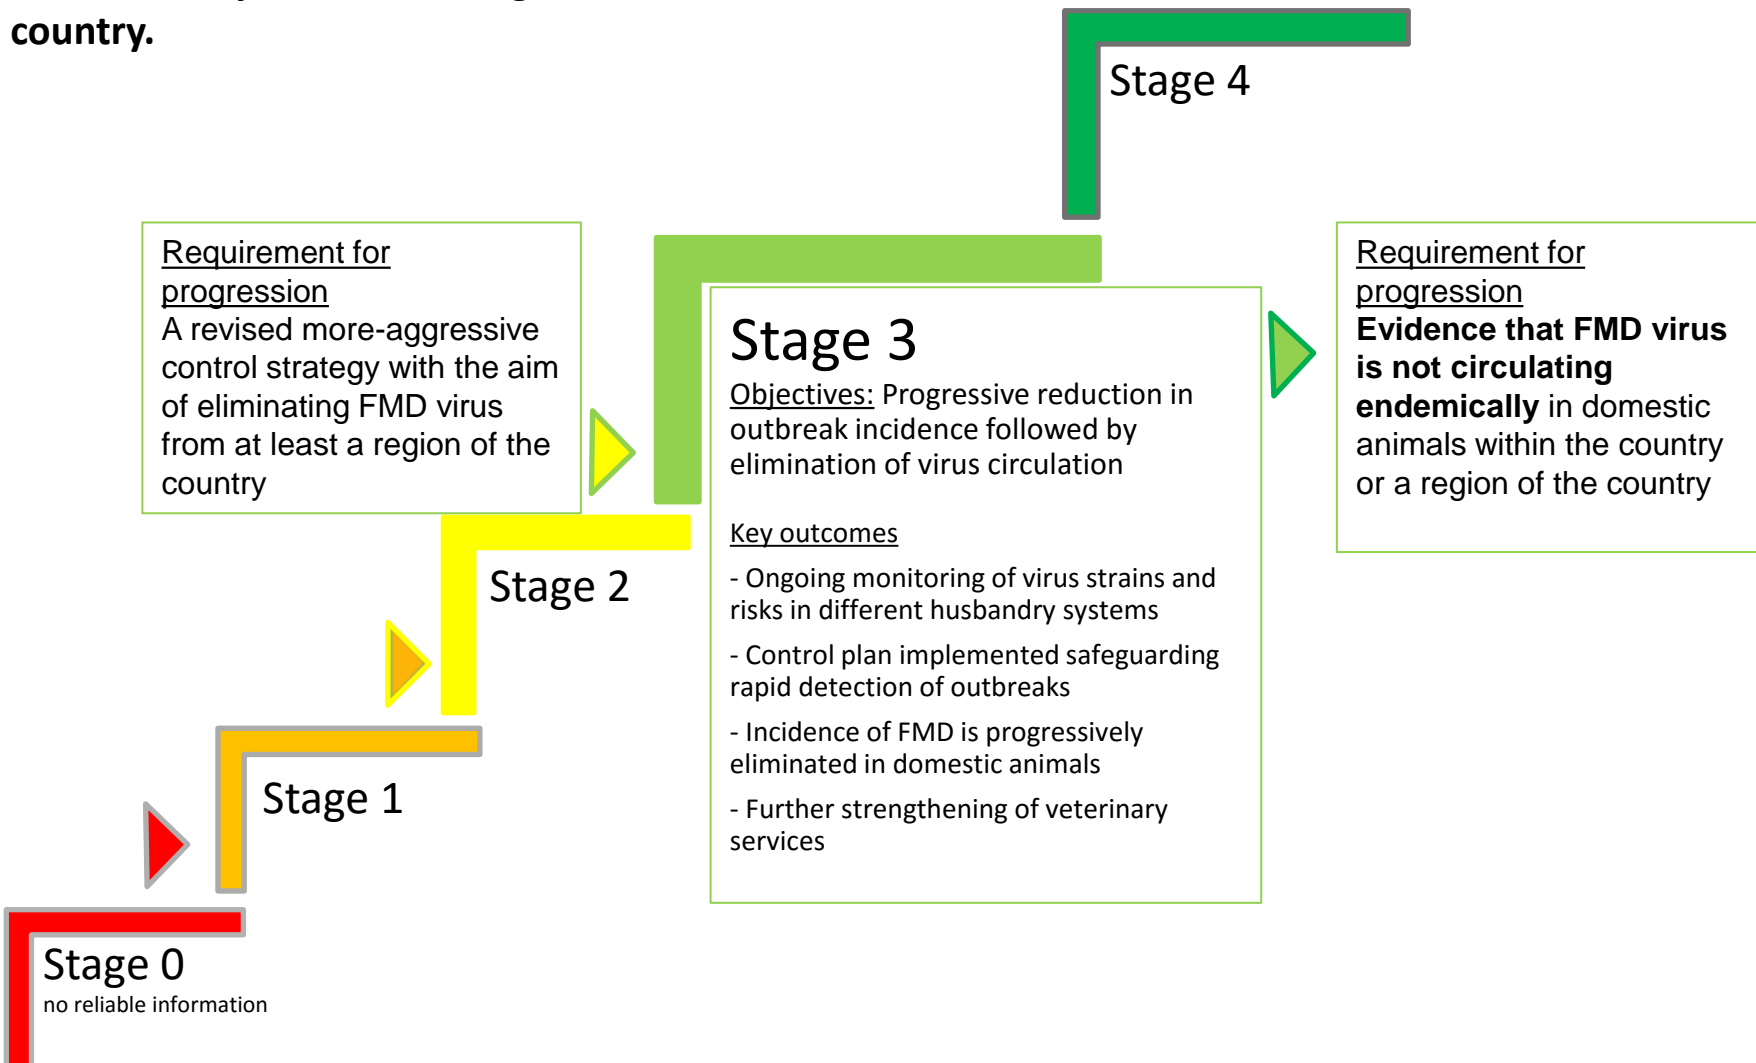 country.
Stage 4
Requirement for
progression
A revised more-aggressive
control strategy with the aim
of eliminating FMD virus
from at least a region of the
country
Stage 3
Objectives: Progressive reduction in
outbreak incidence followed by
elimination of virus circulation
Key outcomes
- Ongoing monitoring of virus strains and
risks in different husbandry systems
- Control plan implemented safeguarding
rapid detection of outbreaks
- Incidence of FMD is progressively
eliminated in domestic animals
- Further strengthening of veterinary
services
Requirement for
progression
Evidence that FMD virus
is not circulating
endemically in domestic
animals within the country
or a region of the country
Stage 2
Stage 1
Stage 0
no reliable information